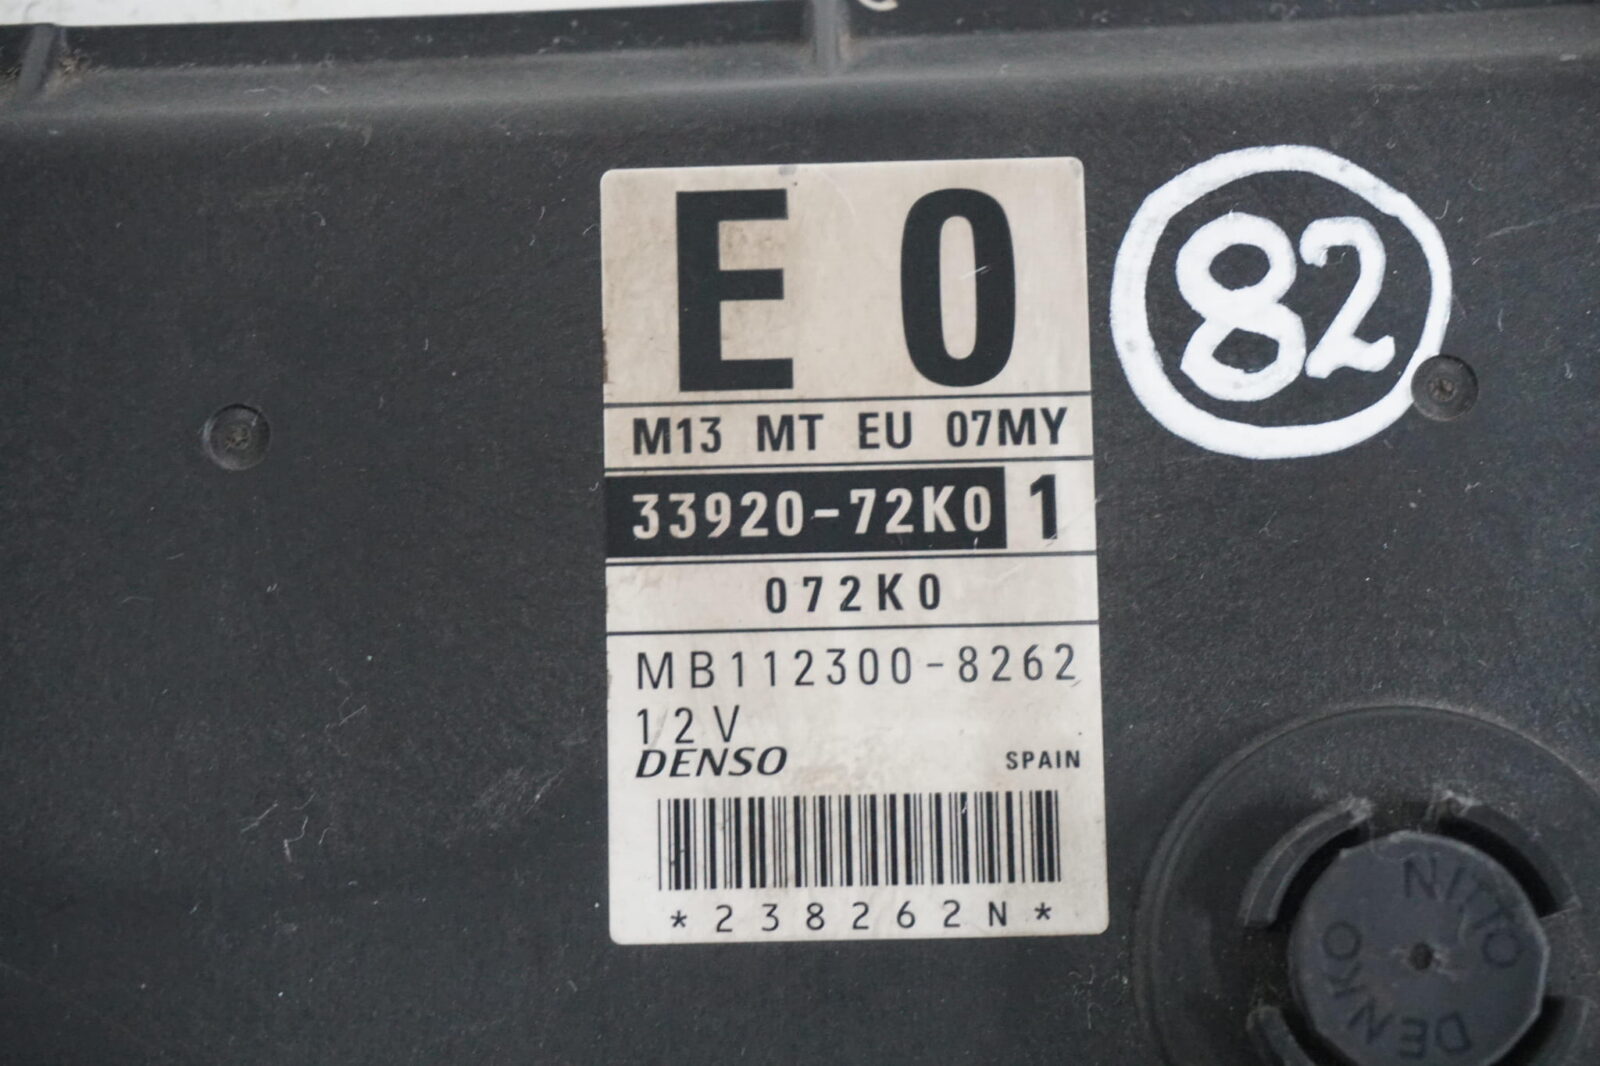 E 0
82
M13 MT EU 07MY
33920-72K0 1
072K0
MB112300-8262
12V
DENSO SPAIN
*238262N*
NITTO
DENKO